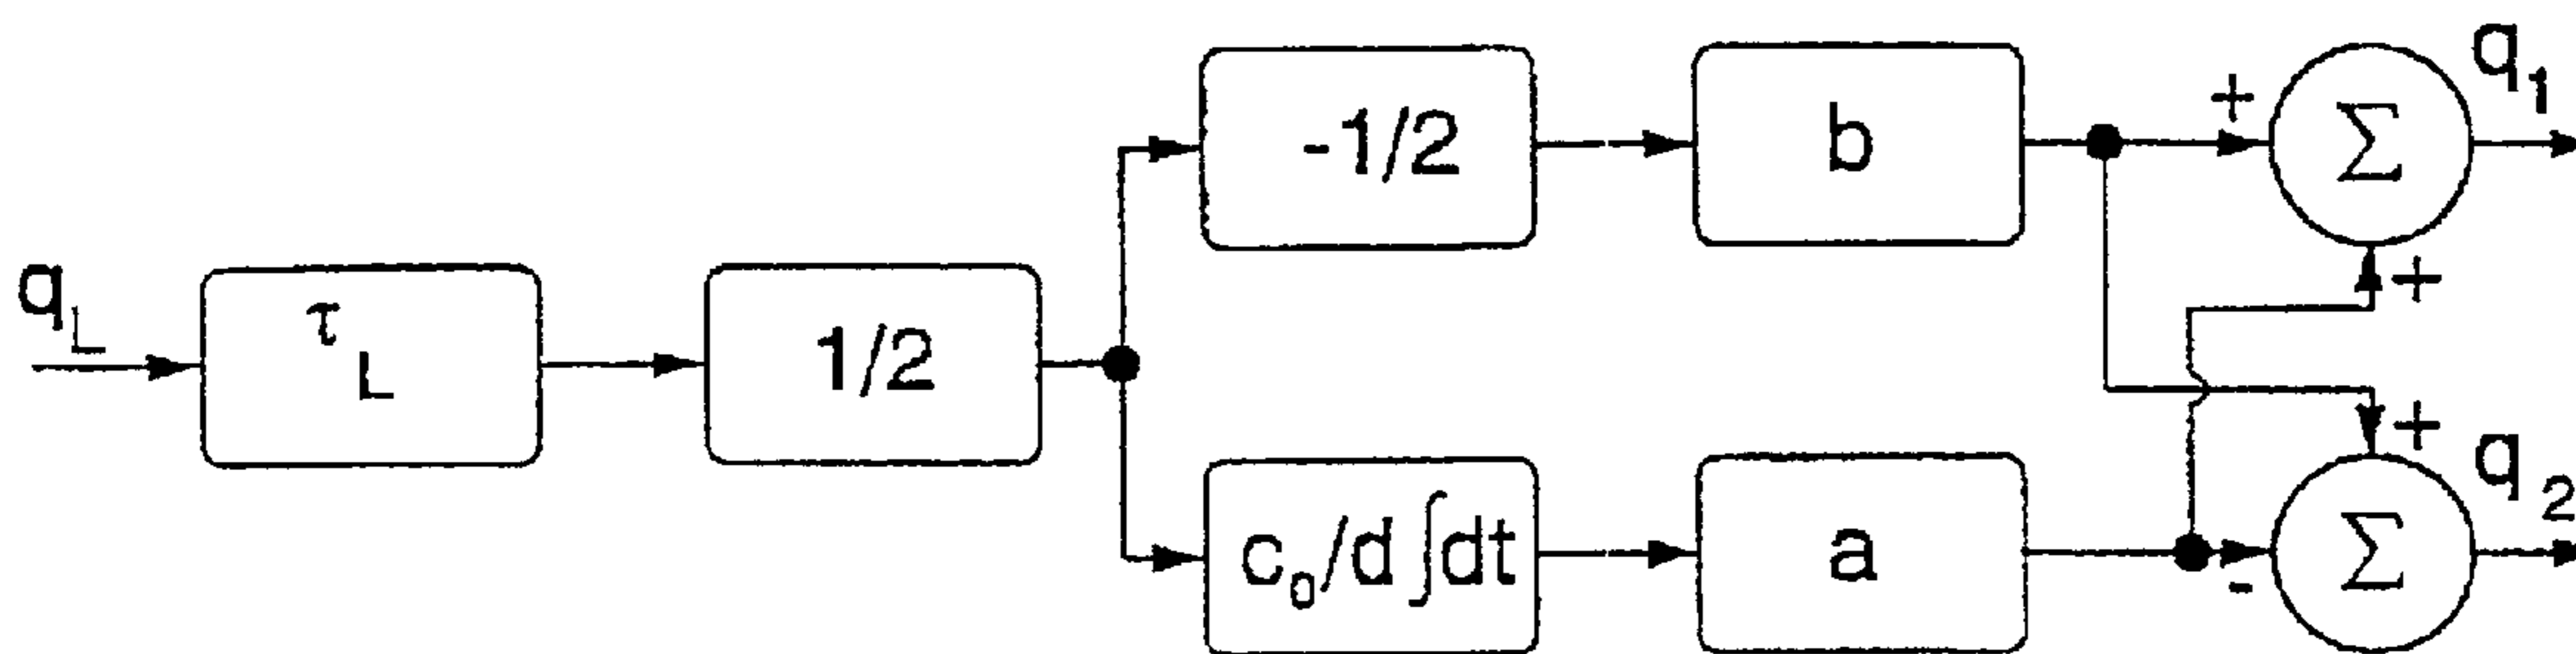 -1/2
b
+
Σ
q₁
+
q_L
τ_L
1/2
+
c₀/d ∫dt
a
-
Σ
q₂